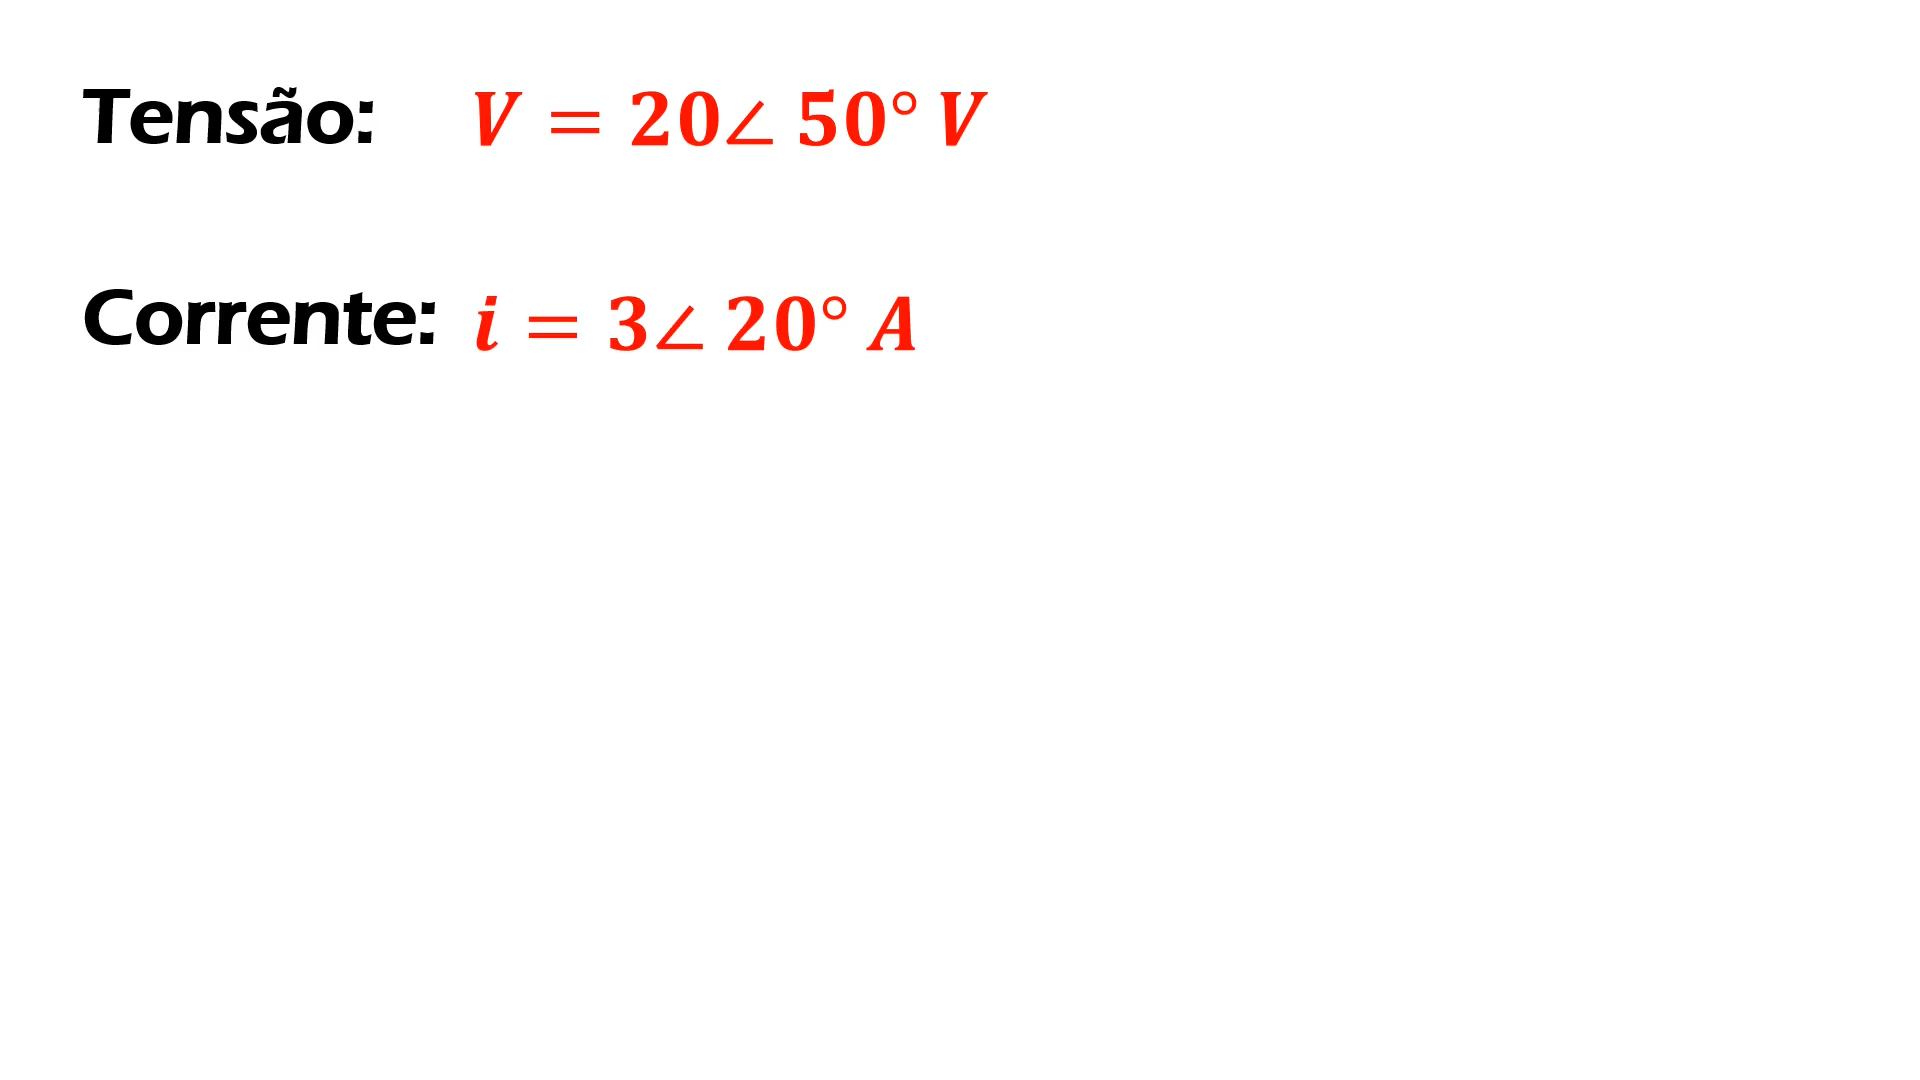 Tensão: V = 20∠ 50° V
Corrente: i = 3∠ 20° A